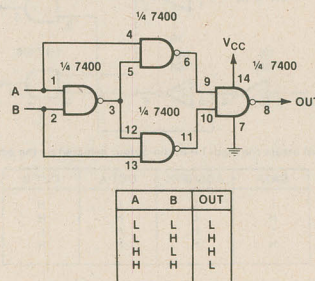 ¼ 7400
4
5
6
¼ 7400
A
1
B
2
3
¼ 7400
12
13
11
VCC
14
¼ 7400
9
10
8
OUT
7
A B OUT
L L L
L H H
H L H
H H L